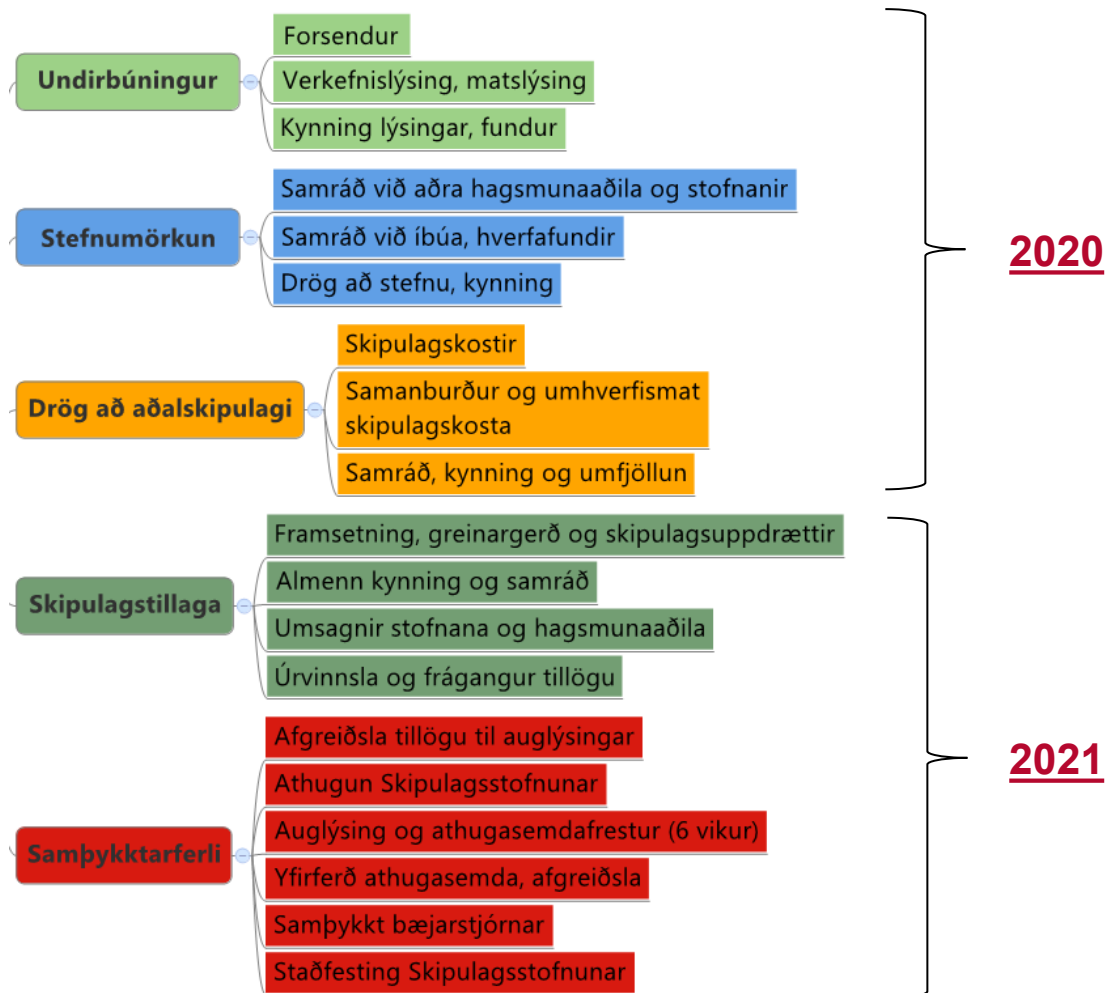 Undirbúningur
Forsendur
Verkefnislýsing, matslýsing
Kynning lýsingar, fundur
Stefnumörkun
Samráð við aðra hagsmunaaðila og stofnanir
Samráð við íbúa, hverfafundir
Drög að stefnu, kynning
Drög að aðalskipulagi
Skipulagskostir
Samanburður og umhverfismat
skipulagskosta
Samráð, kynning og umfjöllun
2020
Skipulagstillaga
Framsetning, greinargerð og skipulagsuppdrættir
Almenn kynning og samráð
Umsagnir stofnana og hagsmunaaðila
Úrvinnsla og frágangur tillögu
Samþykktarferli
Afgreiðsla tillögu til auglýsingar
Athugun Skipulagsstofnunar
Auglýsing og athugasemdafrestur (6 vikur)
Yfirferð athugasemda, afgreiðsla
Samþykkt bæjarstjórnar
Staðfesting Skipulagsstofnunar
2021